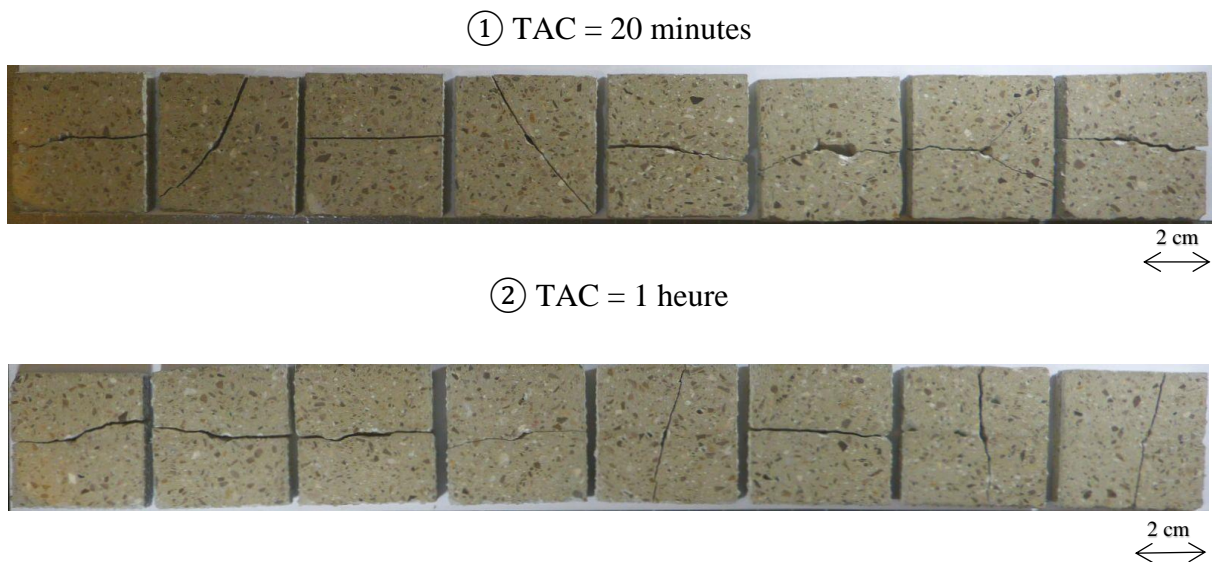 ① TAC = 20 minutes
2 cm
② TAC = 1 heure
2 cm